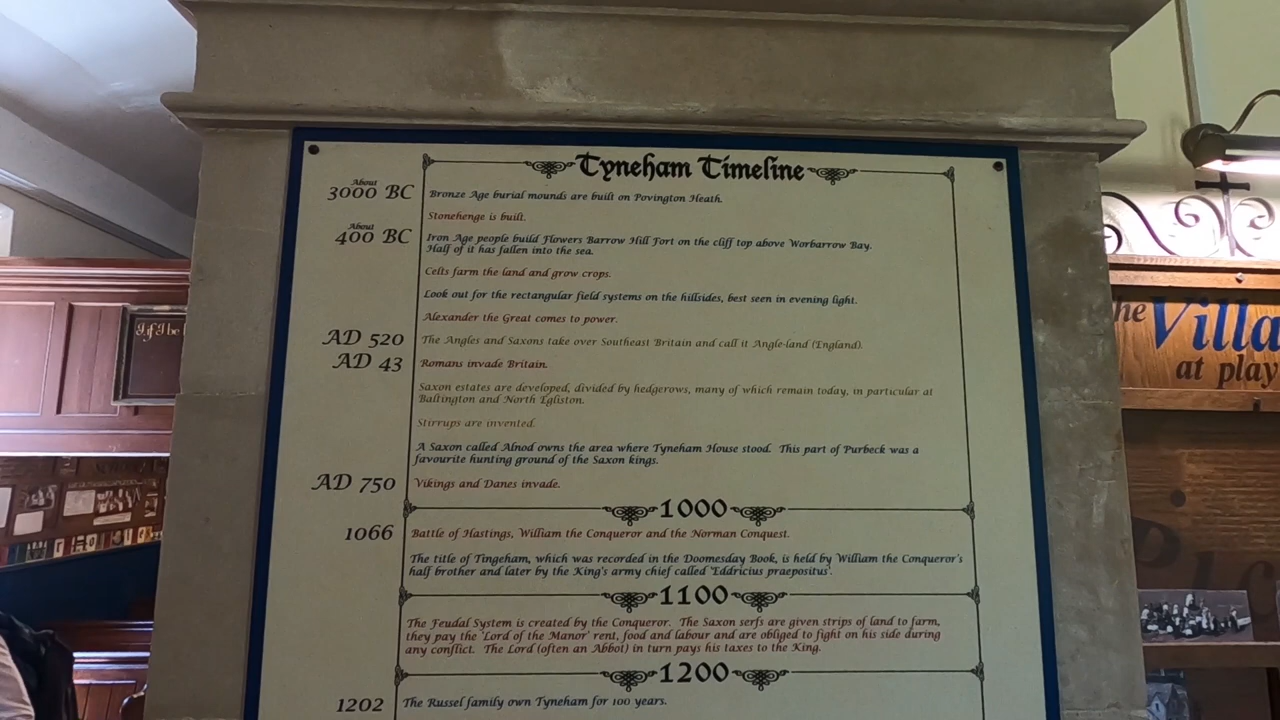 Tyneham Timeline
About
3000 BC
Bronze Age burial mounds are built on Povington Heath.
Stonehenge is built.
About
400 BC
Iron Age people build Flowers Barrow Hill Fort on the cliff top above Worbarrow Bay.
Half of it has fallen into the sea.
Celts farm the land and grow crops.
Look out for the rectangular field systems on the hillsides, best seen in evening light.
Alexander the Great comes to power.
AD 520
The Angles and Saxons take over Southeast Britain and call it Angle-land (England).
AD 43
Romans invade Britain.
Saxon estates are developed, divided by hedgerows, many of which remain today, in particular at
Baltington and North Egliston.
Stirrups are invented.
A Saxon called Alnod owns the area where Tyneham House stood. This part of Purbeck was a
favourite hunting ground of the Saxon kings.
AD 750
Vikings and Danes invade.
1000
1066
Battle of Hastings, William the Conqueror and the Norman Conquest.
The title of Tingeham, which was recorded in the Doomesday Book, is held by William the Conqueror's
half brother and later by the King's army chief called 'Eddricius praepositus'.
1100
The Feudal System is created by the Conqueror. The Saxon serfs are given strips of land to farm,
they pay the 'Lord of the Manor' rent, food and labour and are obliged to fight on his side during
any conflict. The Lord (often an Abbot) in turn pays his taxes to the King.
1200
1202
The Russel family own Tyneham for 100 years.
If I be
the Villa
at play